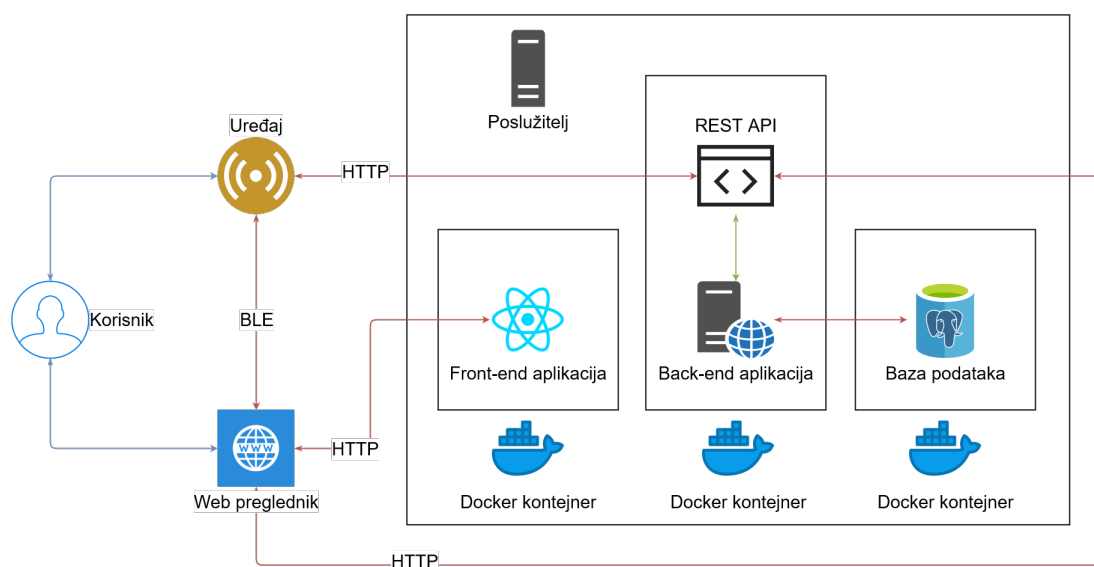 Poslužitelj
Uređaj
REST API
HTTP
Korisnik
BLE
Front-end aplikacija
Back-end aplikacija
Baza podataka
HTTP
WWW
Web preglednik
Docker kontejner
Docker kontejner
Docker kontejner
HTTP